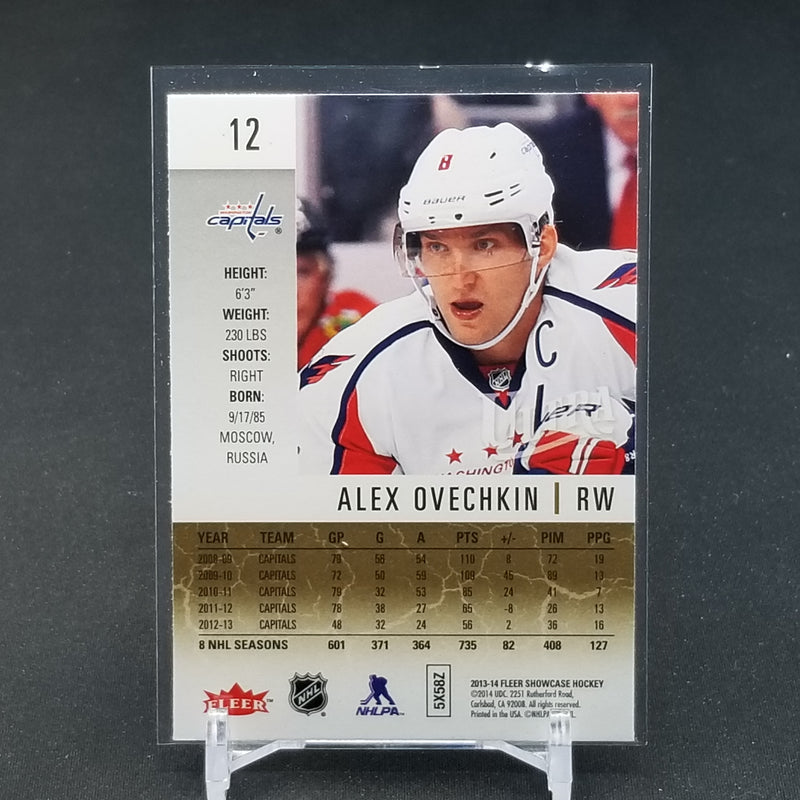 12
WASHINGTON
capitals
HEIGHT:
6'3"
WEIGHT:
230 LBS
SHOOTS:
RIGHT
BORN:
9/17/85
MOSCOW,
RUSSIA
8
BAUER
C
NHL
ALEX OVECHKIN | RW
YEAR TEAM GP G A PTS +/- PIM PPG
2008-09 CAPITALS 79 56 54 110 8 72 19
2009-10 CAPITALS 72 50 59 109 45 89 13
2010-11 CAPITALS 79 32 53 85 24 41 7
2011-12 CAPITALS 78 38 27 65 -8 26 13
2012-13 CAPITALS 48 32 24 56 2 36 16
8 NHL SEASONS 601 371 364 735 82 408 127
FLEER
NHL
NHLPA
5X58Z
2013-14 FLEER SHOWCASE HOCKEY
©2014 UDC. 2251 Rutherford Road,
Carlsbad, CA 92008. All rights reserved.
Printed in the USA. ©NHLPA